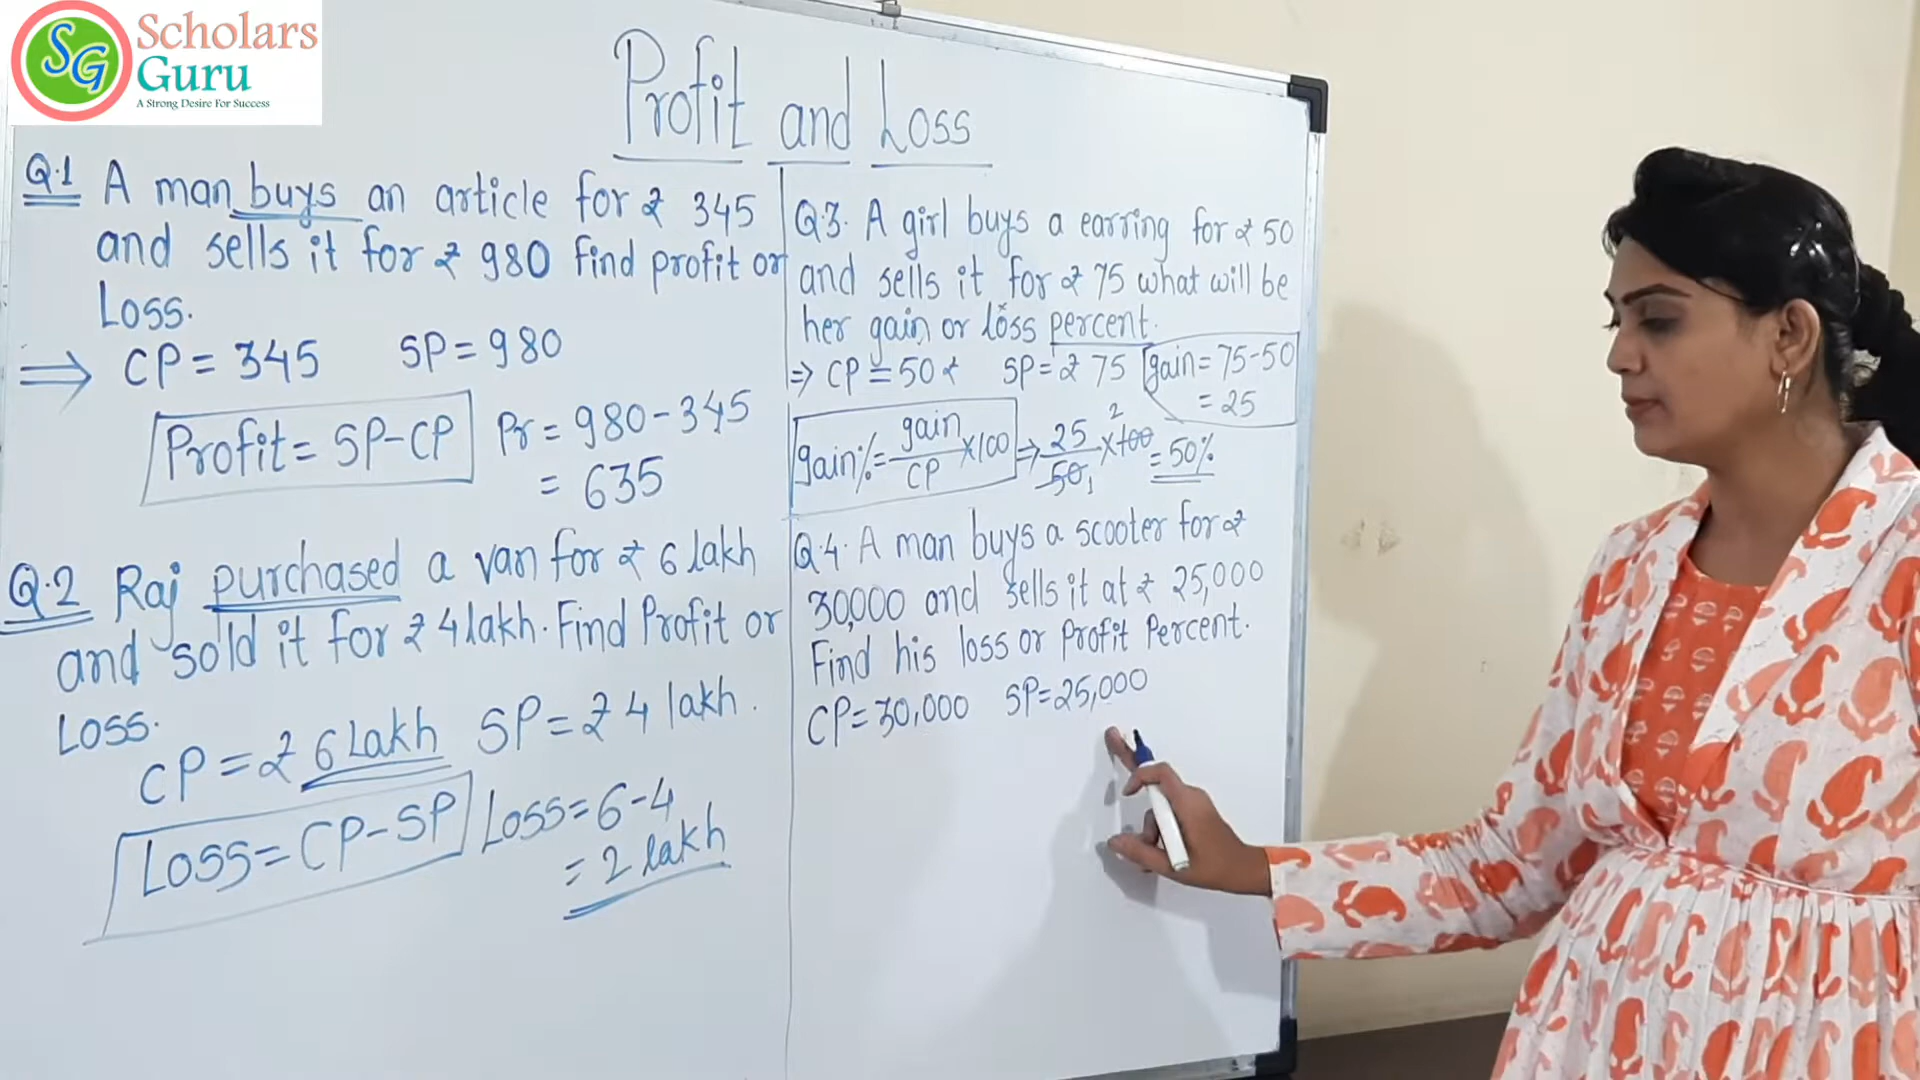 Scholars
Guru
A Strong Desire For Success
SG
Profit and Loss
Q.1 A man buys an article for ₹ 345
and sells it for ₹ 980 find profit or
Loss.
⇒ CP = 345 SP = 980
Profit = SP-CP Pr = 980-345
= 635
Q.2 Raj purchased a van for ₹ 6 lakh
and sold it for ₹ 4 lakh. Find Profit or
Loss.
CP = ₹ 6 Lakh SP = ₹ 4 lakh.
Loss = CP-SP Loss = 6-4
= 2 lakh
Q.3. A girl buys a earring for ₹ 50
and sells it for ₹ 75 what will be
her gain or loss percent.
⇒ CP = 50 ₹ SP = ₹ 75 gain = 75-50
= 25
gain% = gain/CP ×100 ⇒ 25/50 1 ×100 2 = 50%
Q.4. A man buys a scooter for ₹
30,000 and sells it at ₹ 25,000
Find his loss or Profit Percent.
CP = 30,000 SP = 25,000